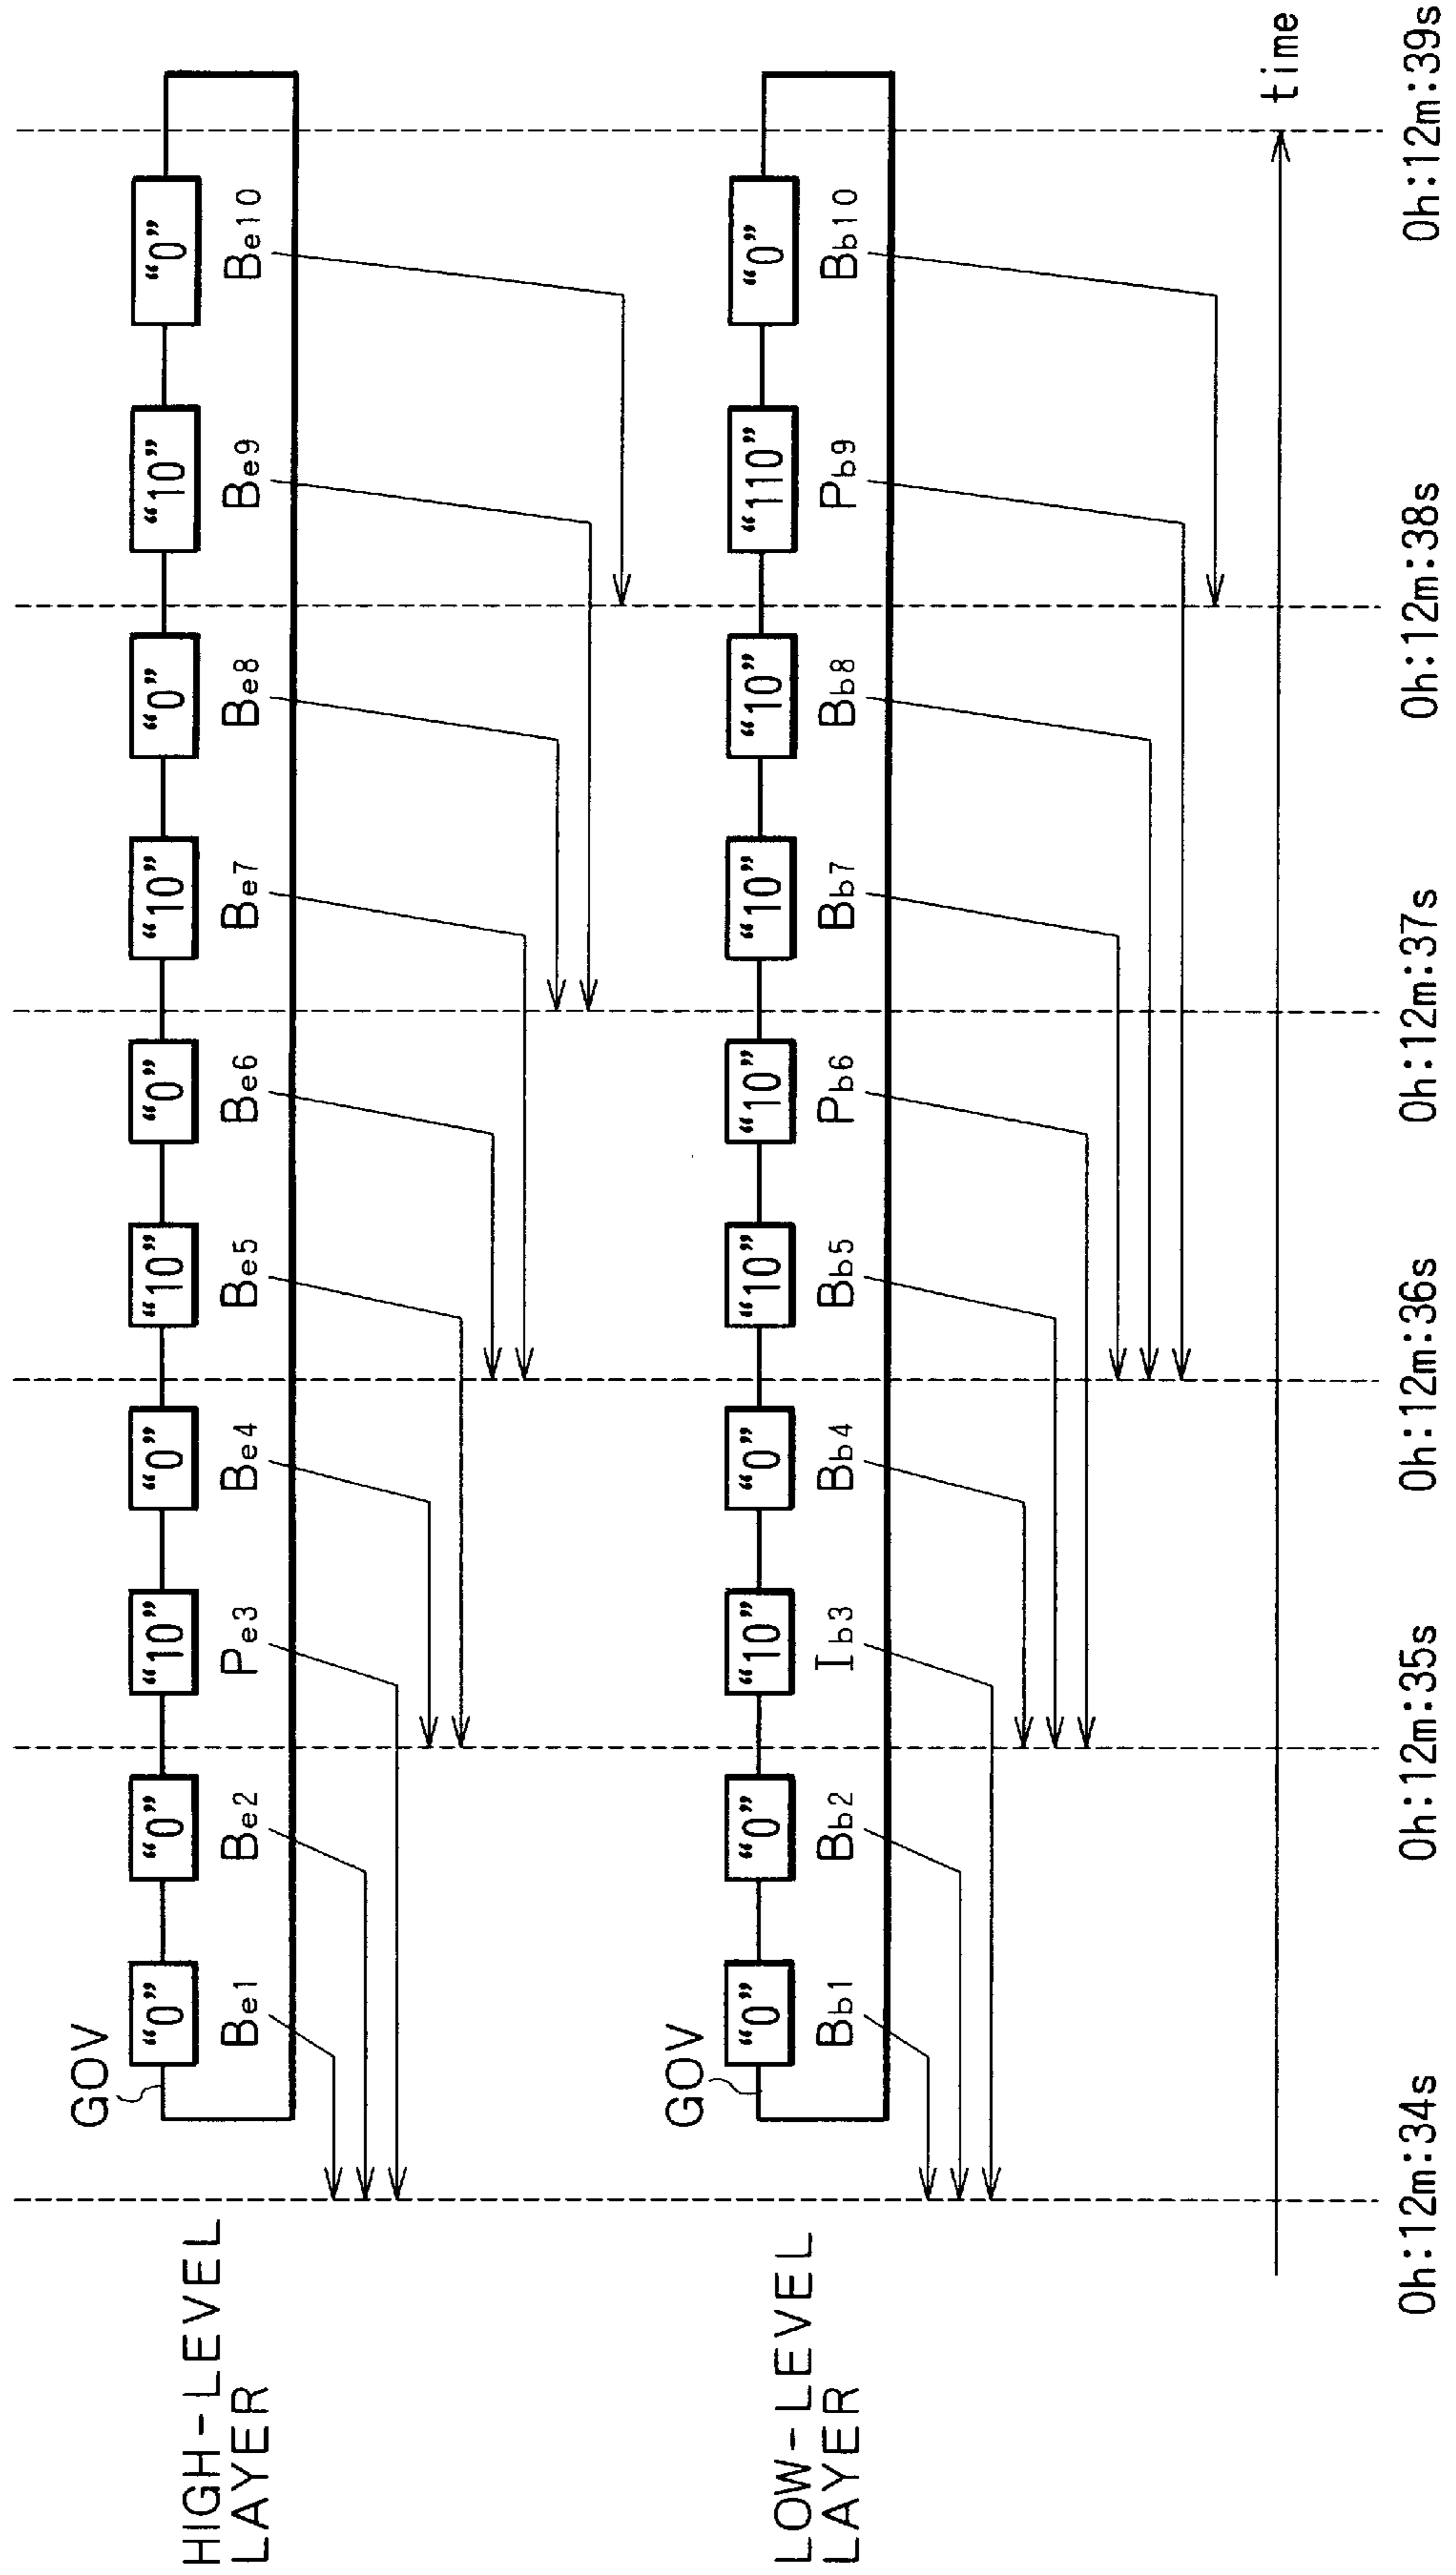 GOV
“0” “0” “10” “0” “10” “0” “10” “0” “10” “0”
HIGH-LEVEL
LAYER
Be1 Be2 Pe3 Be4 Be5 Be6 Be7 Be8 Be9 Be10
GOV
“0” “0” “10” “0” “10” “10” “10” “10” “110” “0”
LOW-LEVEL
LAYER
Bb1 Bb2 Ib3 Bb4 Bb5 Pb6 Bb7 Bb8 Pb9 Bb10
time
0h:12m:34s 0h:12m:35s 0h:12m:36s 0h:12m:37s 0h:12m:38s 0h:12m:39s